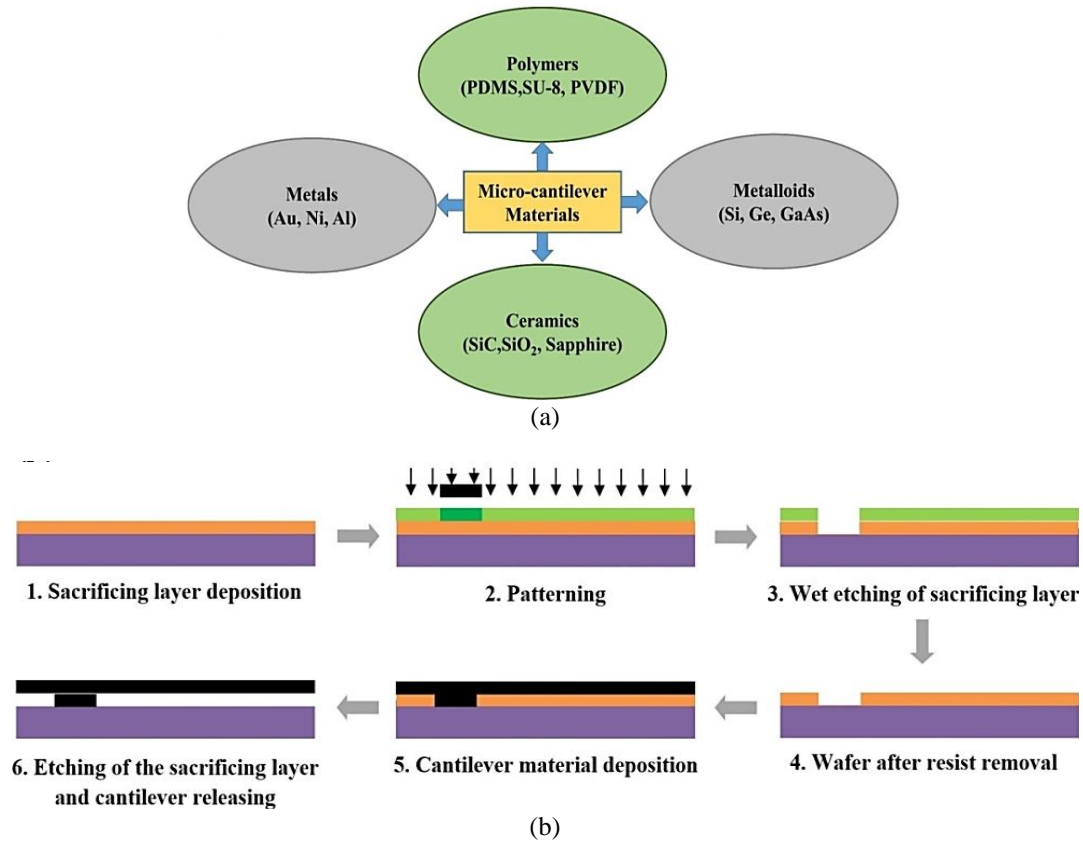 Polymers
(PDMS,SU-8, PVDF)
Metals
(Au, Ni, Al)
Micro-cantilever
Materials
Metalloids
(Si, Ge, GaAs)
Ceramics
(SiC,SiO₂, Sapphire)
(a)
1. Sacrificing layer deposition
2. Patterning
3. Wet etching of sacrificing layer
6. Etching of the sacrificing layer
and cantilever releasing
5. Cantilever material deposition
4. Wafer after resist removal
(b)